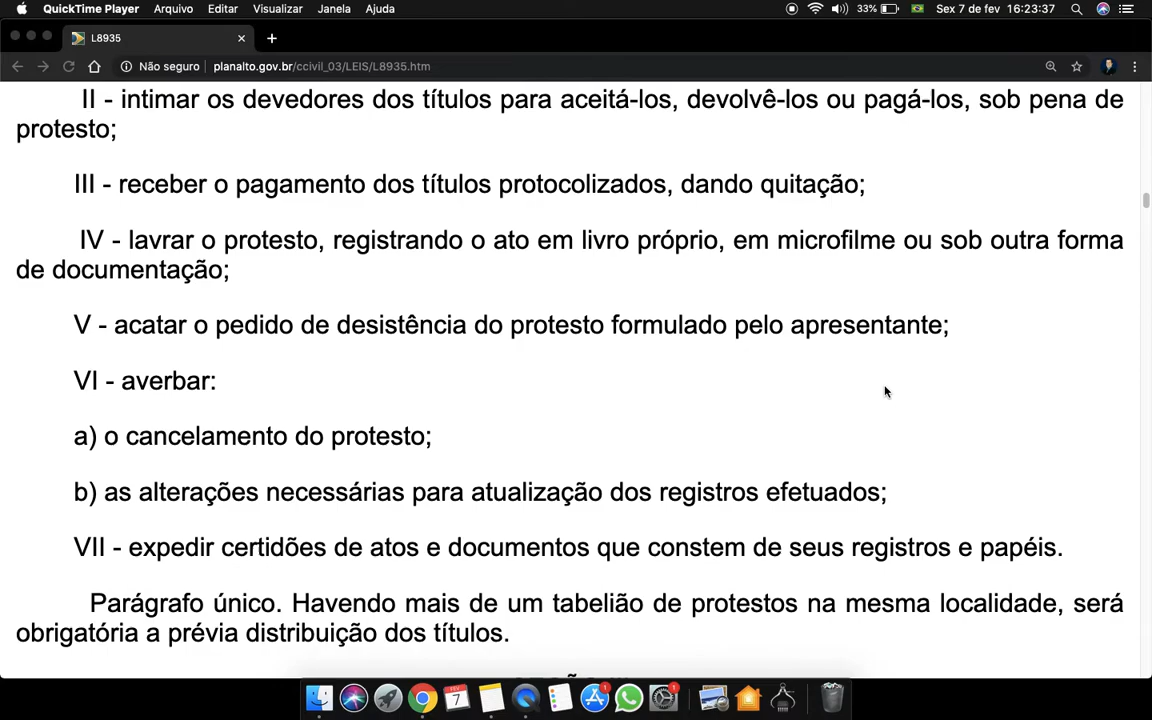 QuickTime Player Arquivo Editar Visualizar Janela Ajuda 33% Sex 7 de fev 16:23:37
L8935
Não seguro planalto.gov.br/ccivil_03/LEIS/L8935.htm
II - intimar os devedores dos títulos para aceitá-los, devolvê-los ou pagá-los, sob pena de
protesto;
III - receber o pagamento dos títulos protocolizados, dando quitação;
IV - lavrar o protesto, registrando o ato em livro próprio, em microfilme ou sob outra forma
de documentação;
V - acatar o pedido de desistência do protesto formulado pelo apresentante;
VI - averbar:
a) o cancelamento do protesto;
b) as alterações necessárias para atualização dos registros efetuados;
VII - expedir certidões de atos e documentos que constem de seus registros e papéis.
Parágrafo único. Havendo mais de um tabelião de protestos na mesma localidade, será
obrigatória a prévia distribuição dos títulos.
FEV
7
1
1